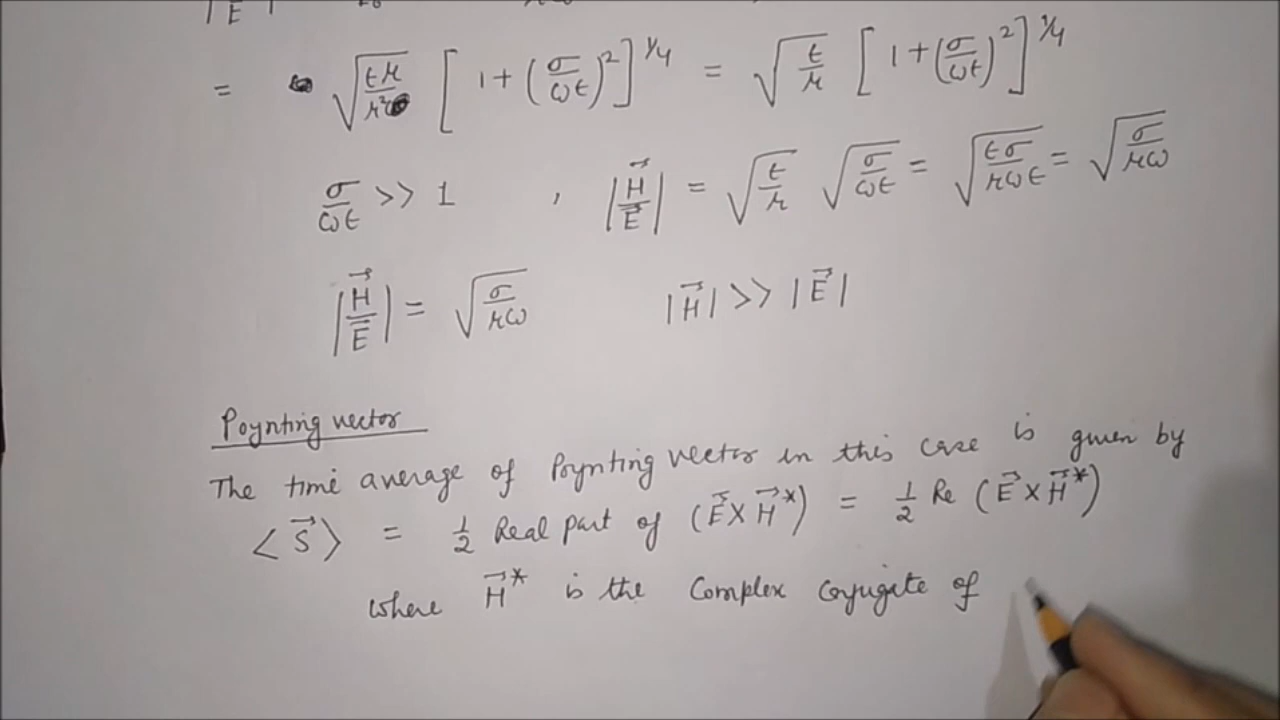 |E|
= √(εμ/μ²) [1+(σ/ωε)²]^1/4 = √(ε/μ) [1+(σ/ωε)²]^1/4
σ/ωε >> 1 , |H⃗/E⃗| = √(ε/μ) √(σ/ωε) = √(εσ/μωε) = √(σ/μω)
|H⃗/E⃗| = √(σ/μω) |H⃗| >> |E⃗|
Poynting vector
The time average of Poynting vector in this case is given by
⟨S⃗⟩ = 1/2 Real part of (E⃗ X H⃗*) = 1/2 Re (E⃗ X H⃗*)
where H⃗* is the complex conjugate of